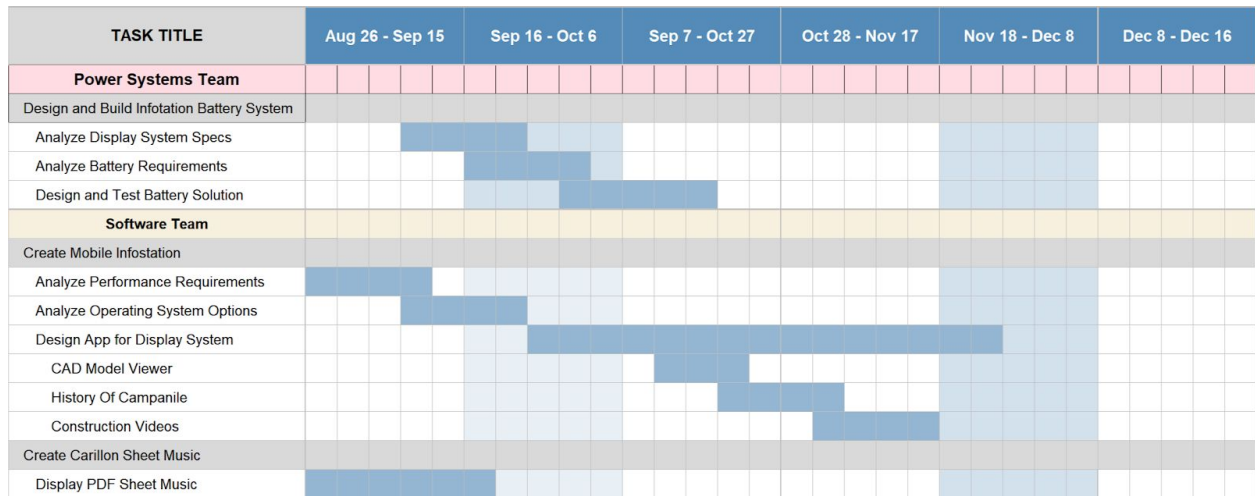 TASK TITLE Aug 26 - Sep 15 Sep 16 - Oct 6 Sep 7 - Oct 27 Oct 28 - Nov 17 Nov 18 - Dec 8 Dec 8 - Dec 16
Power Systems Team
Design and Build Infotation Battery System
Analyze Display System Specs
Analyze Battery Requirements
Design and Test Battery Solution
Software Team
Create Mobile Infostation
Analyze Performance Requirements
Analyze Operating System Options
Design App for Display System
CAD Model Viewer
History Of Campanile
Construction Videos
Create Carillon Sheet Music
Display PDF Sheet Music